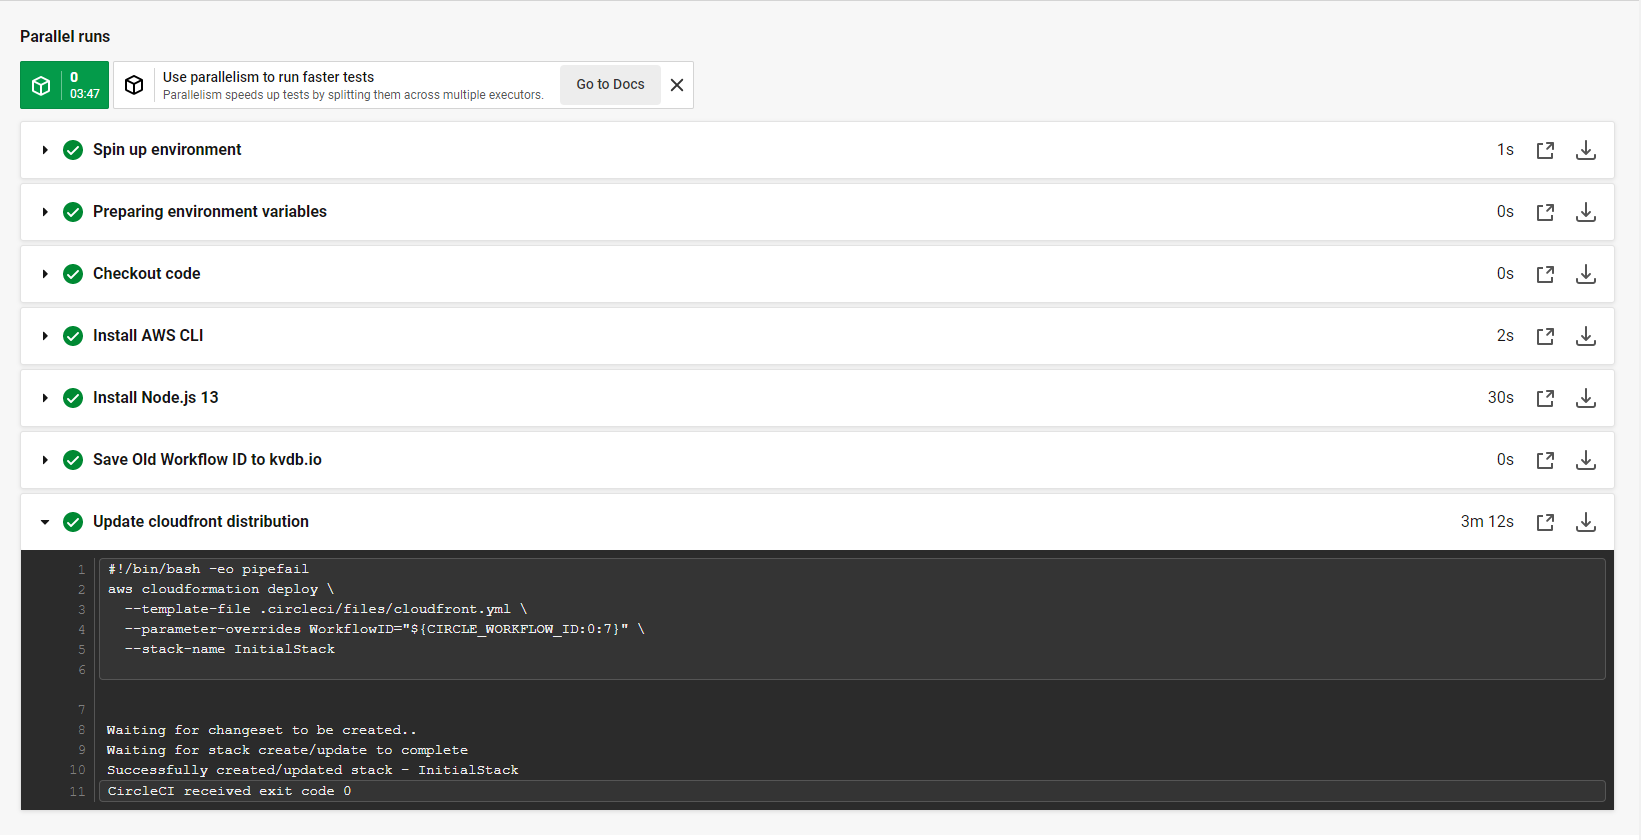 Parallel runs
0
03:47
Use parallelism to run faster tests
Parallelism speeds up tests by splitting them across multiple executors.
Go to Docs
Spin up environment 1s
Preparing environment variables 0s
Checkout code 0s
Install AWS CLI 2s
Install Node.js 13 30s
Save Old Workflow ID to kvdb.io 0s
Update cloudfront distribution 3m 12s
1 #!/bin/bash -eo pipefail
2 aws cloudformation deploy \
3 --template-file .circleci/files/cloudfront.yml \
4 --parameter-overrides WorkflowID="${CIRCLE_WORKFLOW_ID:0:7}" \
5 --stack-name InitialStack
6
7
8 Waiting for changeset to be created..
9 Waiting for stack create/update to complete
10 Successfully created/updated stack - InitialStack
11 CircleCI received exit code 0